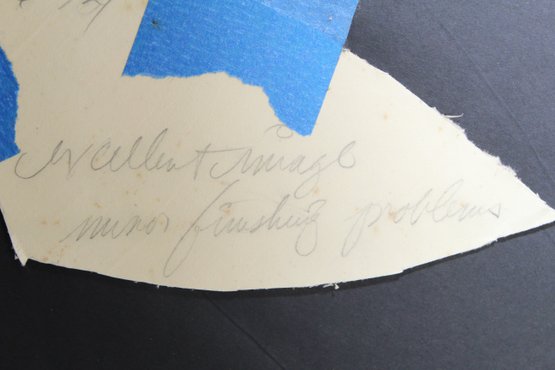 excellent image
minor finishing problems